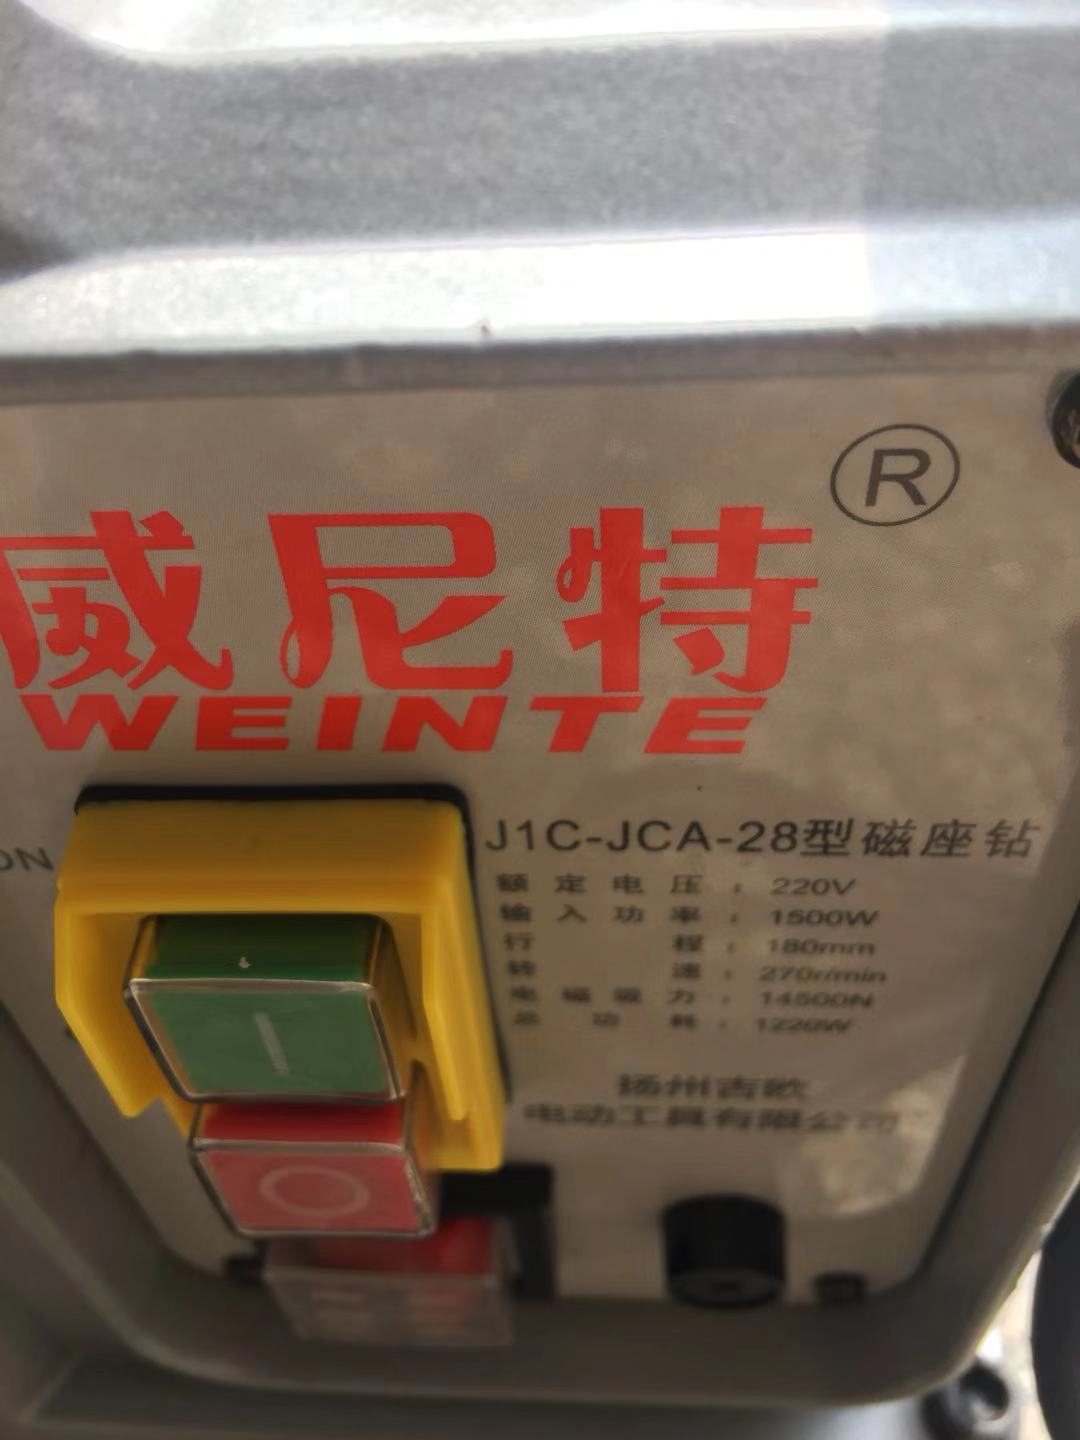 ®
威尼特
WEINTE
ON
J1C-JCA-28型磁座钻
额定电压：220V
输入功率：1500W
行程：180mm
转速：270r/min
电磁吸力：14500N
总功耗：1220W
扬州吉欧
电动工具有限公司